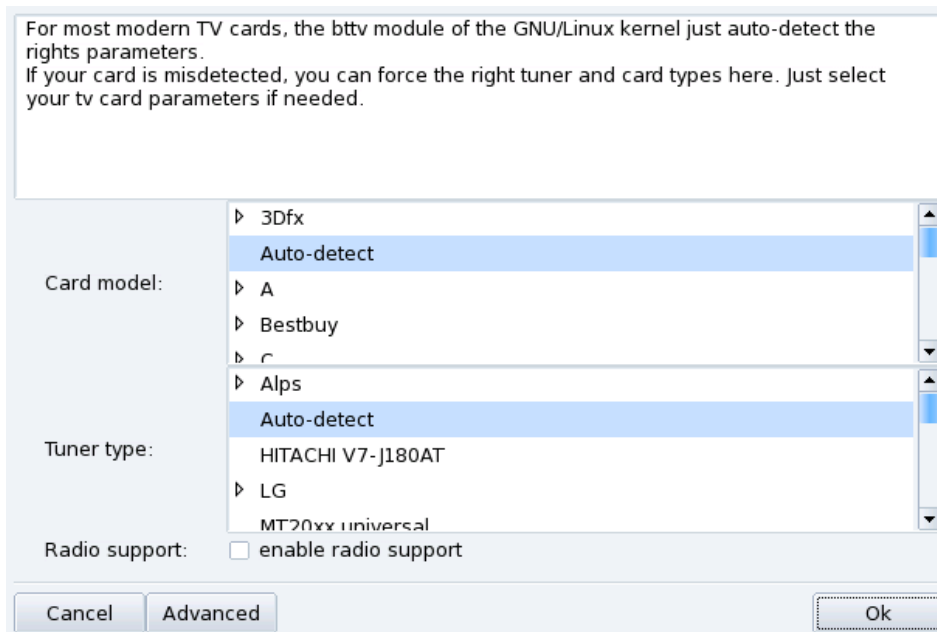 For most modern TV cards, the bttv module of the GNU/Linux kernel just auto-detect the
rights parameters.
If your card is misdetected, you can force the right tuner and card types here. Just select
your tv card parameters if needed.
Card model:
3Dfx
Auto-detect
A
Bestbuy
C
Tuner type:
Alps
Auto-detect
HITACHI V7-J180AT
LG
MT20xx universal
Radio support:
enable radio support
Cancel
Advanced
Ok